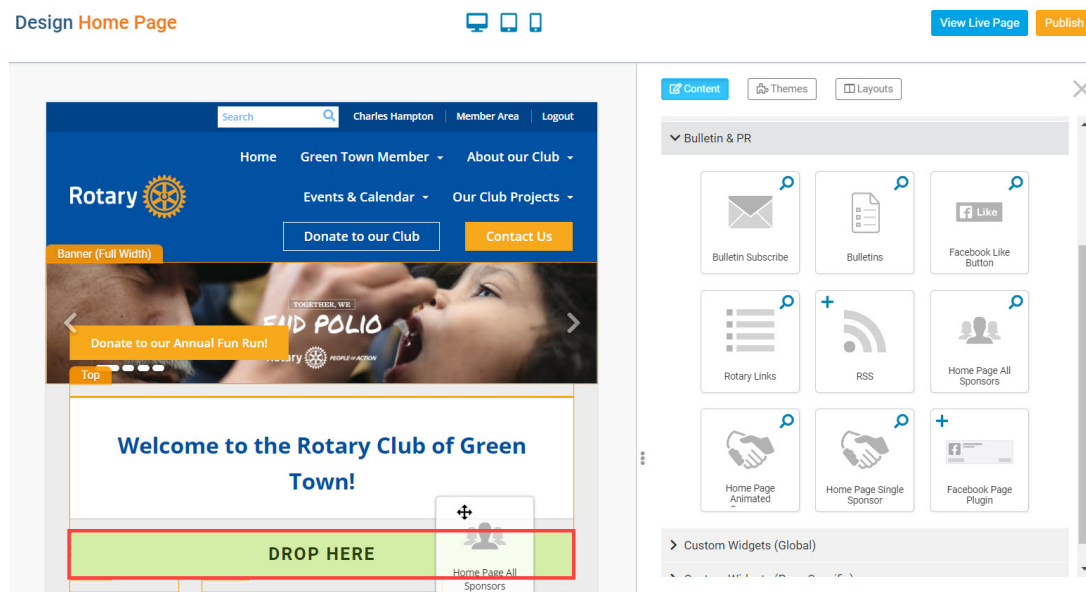 Design Home Page
View Live Page
Publish
Content
Themes
Layouts
Search
Charles Hampton
Member Area
Logout
Home
Green Town Member
About our Club
Rotary
Events & Calendar
Our Club Projects
Donate to our Club
Contact Us
Banner (Full Width)
TOGETHER, WE
END POLIO
Donate to our Annual Fun Run!
PEOPLE of ACTION
Top
Welcome to the Rotary Club of Green
Town!
DROP HERE
Home Page All
Sponsors
Bulletin & PR
Bulletin Subscribe
Bulletins
Like
Facebook Like
Button
Rotary Links
RSS
Home Page All
Sponsors
Home Page
Animated
Home Page Single
Sponsor
Facebook Page
Plugin
Custom Widgets (Global)